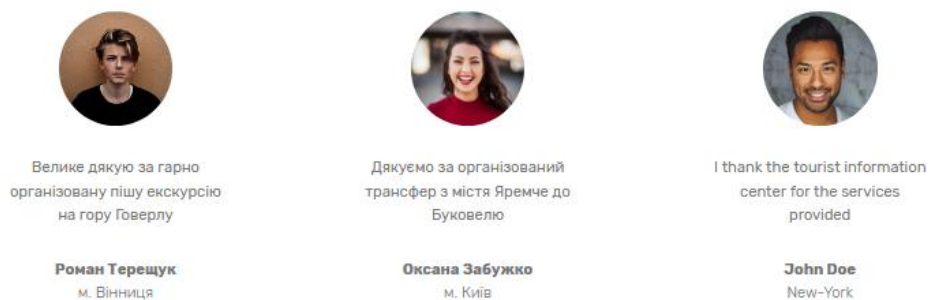 Велике дякую за гарно
організовану пішу екскурсію
на гору Говерлу
Роман Терещук
м. Вінниця
Дякуємо за організований
трансфер з міста Яремче до
Буковелю
Оксана Забужко
м. Київ
I thank the tourist information
center for the services
provided
John Doe
New-York